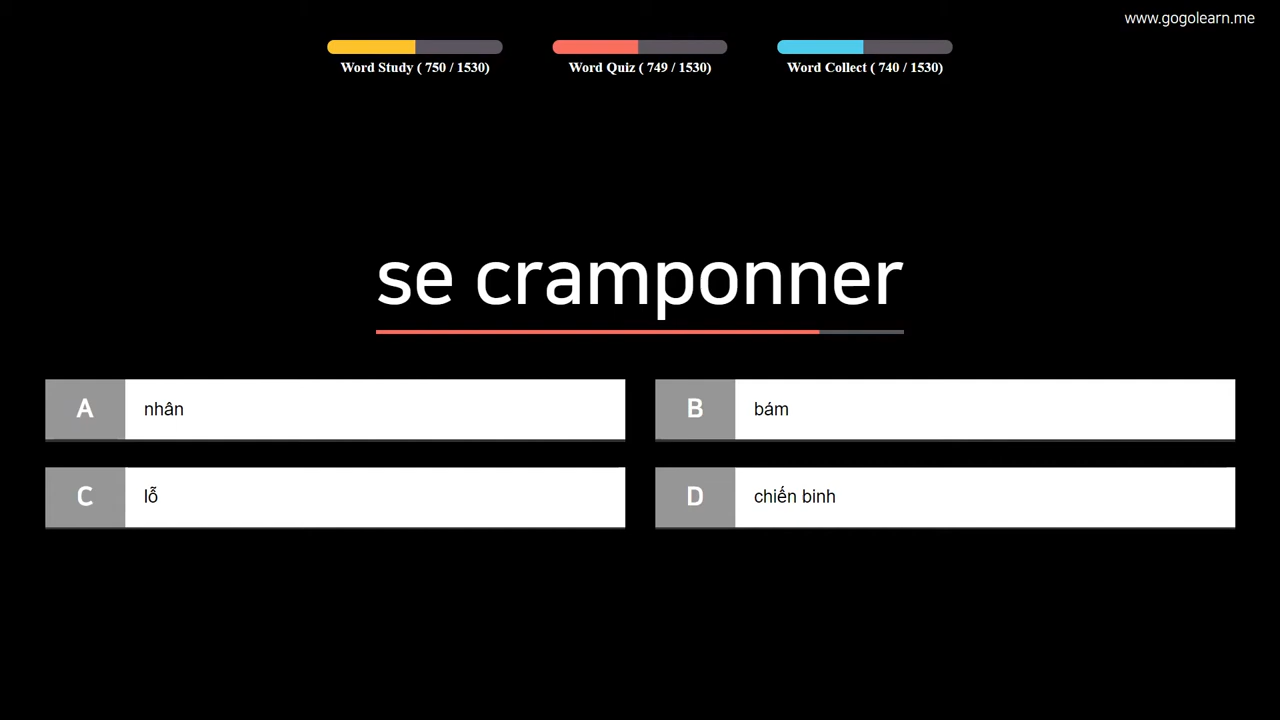 www.gogolearn.me
Word Study ( 750 / 1530)
Word Quiz ( 749 / 1530)
Word Collect ( 740 / 1530)
se cramponner
A nhân
B bám
C lỗ
D chiến binh